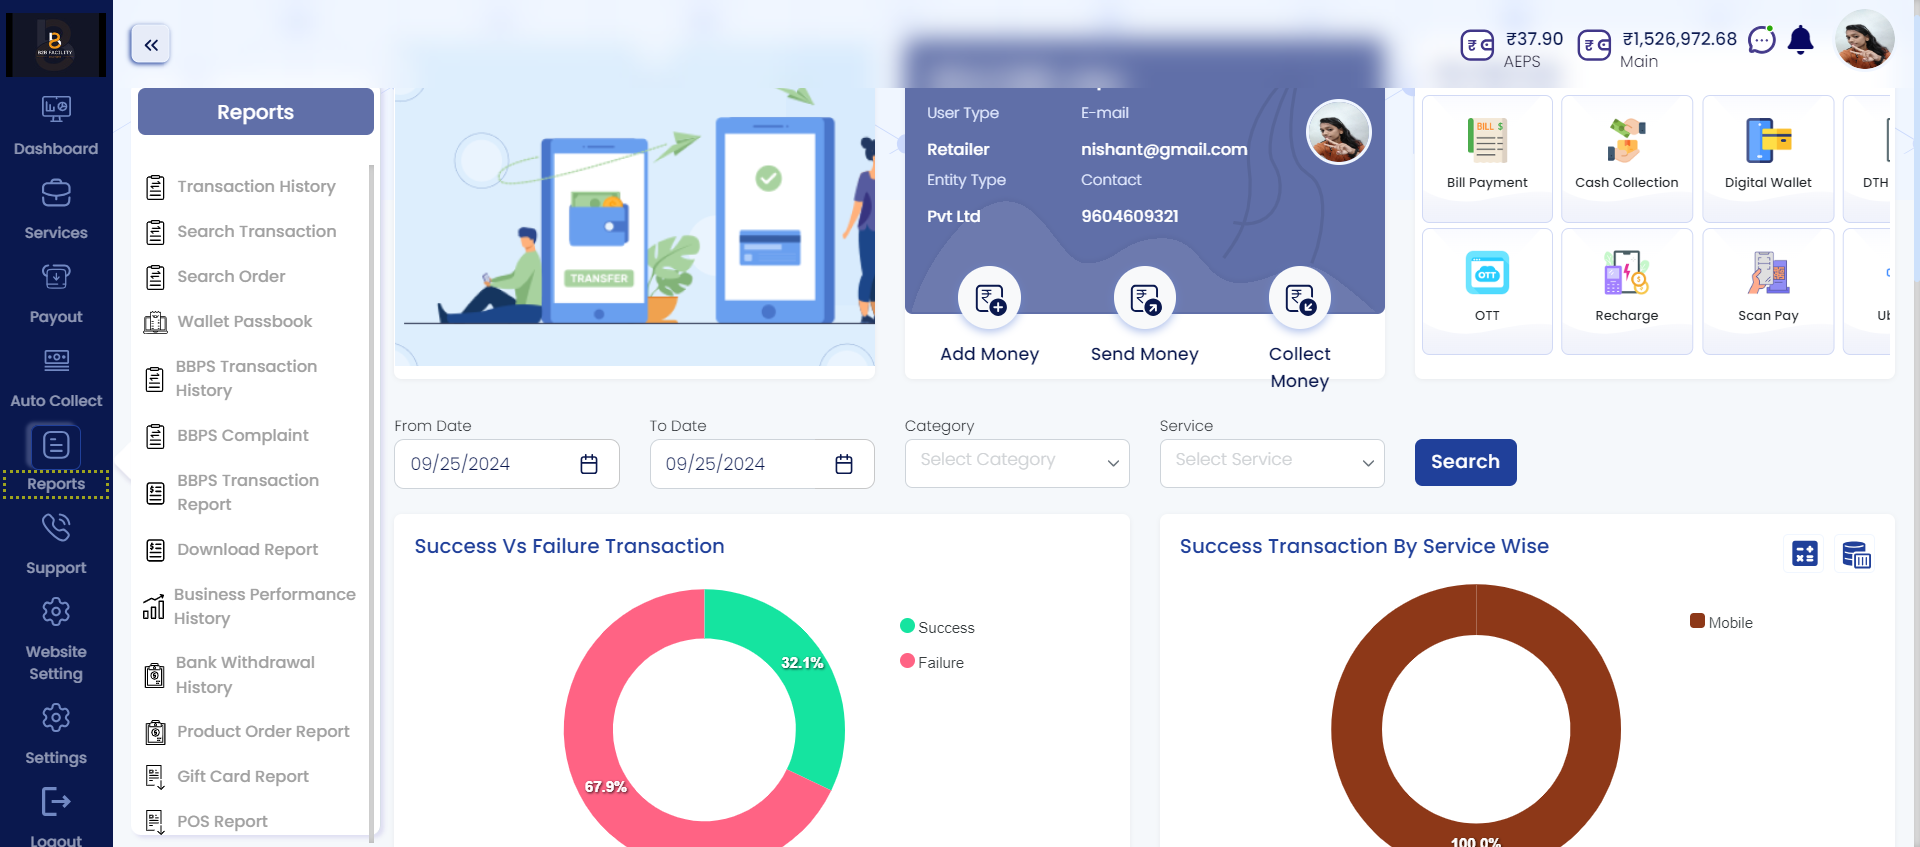 B2B FACILITY
Dashboard
Services
Payout
Auto Collect
Reports
Support
Website
Setting
Settings
Logout
Reports
Transaction History
Search Transaction
Search Order
Wallet Passbook
BBPS Transaction
History
BBPS Complaint
BBPS Transaction
Report
Download Report
Business Performance
History
Bank Withdrawal
History
Product Order Report
Gift Card Report
POS Report
₹37.90
AEPS
₹1,526,972.68
Main
TRANSFER
User Type
E-mail
Retailer
nishant@gmail.com
Entity Type
Contact
Pvt Ltd
9604609321
Add Money
Send Money
Collect
Money
BILL $
Bill Payment
Cash Collection
Digital Wallet
DTH
OTT
OTT
Recharge
Scan Pay
From Date
09/25/2024
To Date
09/25/2024
Category
Select Category
Service
Select Service
Search
Success Vs Failure Transaction
32.1%
67.9%
Success
Failure
Success Transaction By Service Wise
100.0%
Mobile